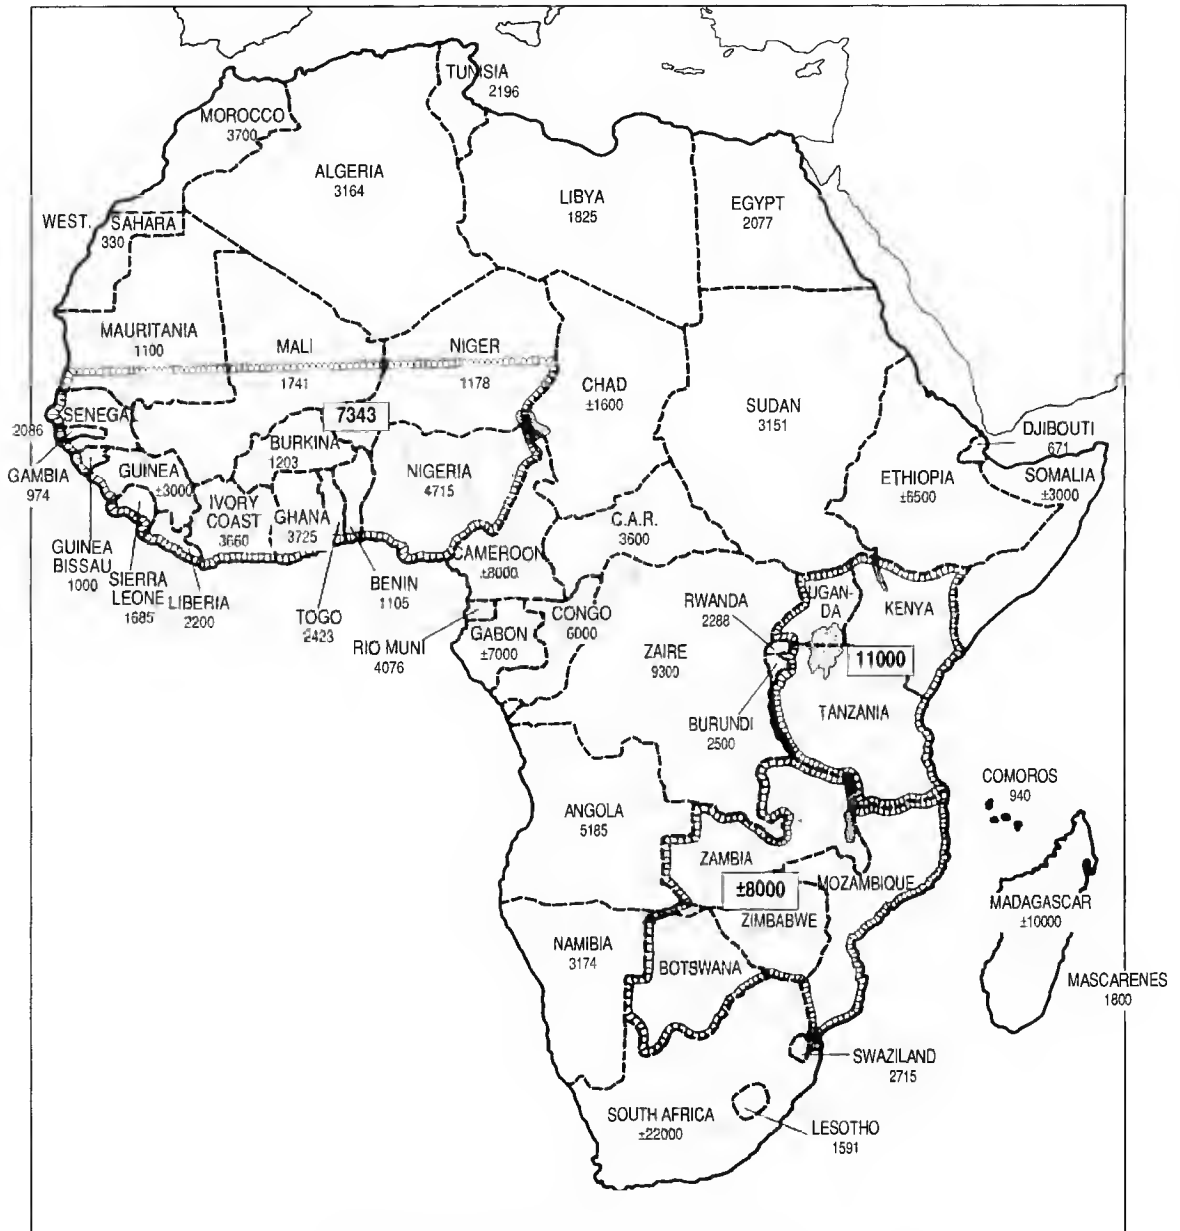 TUNISIA
2196
MOROCCO
3700
ALGERIA
3164
LIBYA
1825
EGYPT
2077
WEST. SAHARA
330
MAURITANIA
1100
MALI
1741
NIGER
1178
CHAD
±1600
SUDAN
3151
DJIBOUTI
671
ETHIOPIA
±6500
SOMALIA
±3000
SENEGA
2086
7343
BURKINA
1203
GAMBIA
974
GUINEA
±3000
NIGERIA
4715
IVORY
COAST
3660
GHANA
3725
C.A.R.
3600
GUINEA
BISSAU
1000
SIERRA
LEONE
1685
LIBERIA
2200
TOGO
2423
BENIN
1105
CAMEROON
±8000
RIO MUNI
4076
GABON
±7000
CONGO
6000
ZAIRE
9300
RWANDA
2288
UGAN-
DA
KENYA
11000
BURUNDI
2500
TANZANIA
COMOROS
940
ANGOLA
5185
ZAMBIA
±8000
MOZAMBIQUE
MADAGASCAR
±10000
ZIMBABWE
NAMIBIA
3174
BOTSWANA
MASCARENES
1800
SWAZILAND
2715
SOUTH AFRICA
±22000
LESOTHO
1591